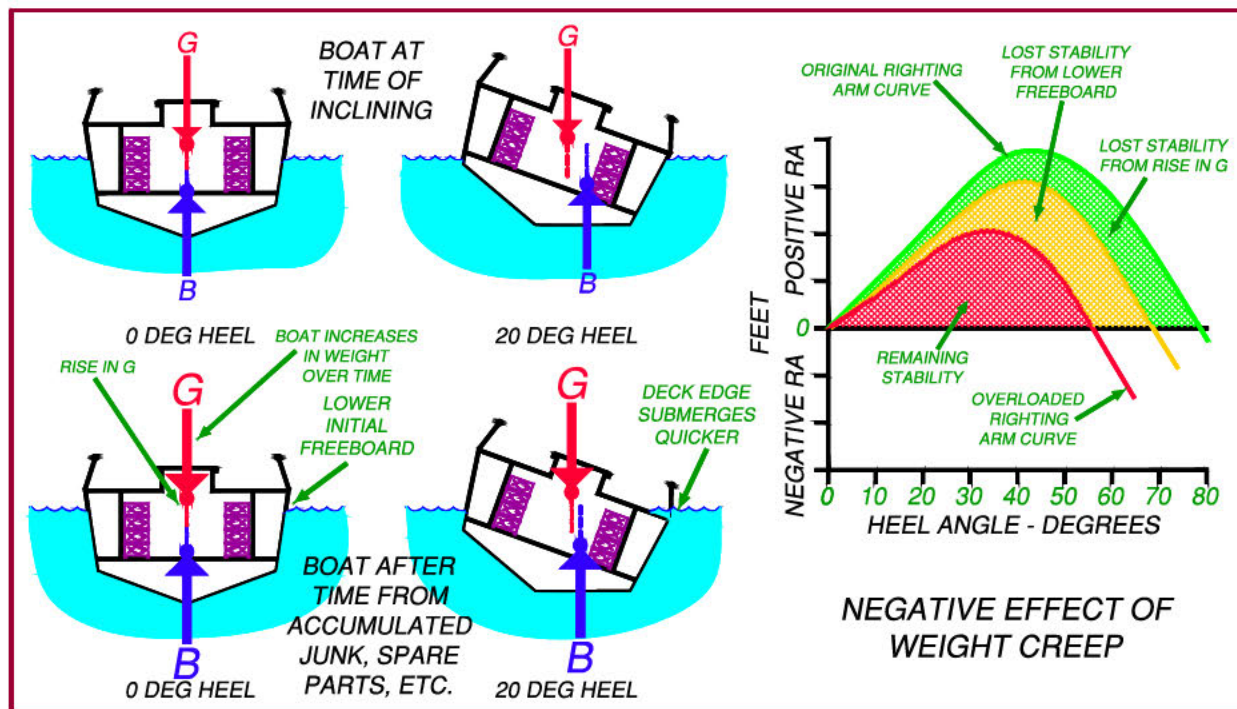 G
BOAT AT
TIME OF
INCLINING
G
B
0 DEG HEEL
B
20 DEG HEEL
RISE IN G
BOAT INCREASES
IN WEIGHT
OVER TIME
G
LOWER
INITIAL
FREEBOARD
G
DECK EDGE
SUBMERGES
QUICKER
B
0 DEG HEEL
BOAT AFTER
TIME FROM
ACCUMULATED
JUNK, SPARE
PARTS, ETC.
B
20 DEG HEEL
ORIGINAL RIGHTING
ARM CURVE
LOST STABILITY
FROM LOWER
FREEBOARD
LOST STABILITY
FROM RISE IN G
FEET
POSITIVE RA
NEGATIVE RA
0
REMAINING
STABILITY
OVERLOADED
RIGHTING
ARM CURVE
0 10 20 30 40 50 60 70 80
HEEL ANGLE - DEGREES
NEGATIVE EFFECT OF
WEIGHT CREEP